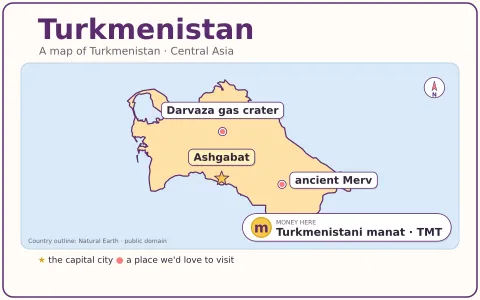 Turkmenistan
A map of Turkmenistan · Central Asia
N
Darvaza gas crater
Ashgabat
ancient Merv
m
MONEY HERE
Turkmenistani manat · TMT
Country outline: Natural Earth · public domain
★ the capital city ● a place we'd love to visit